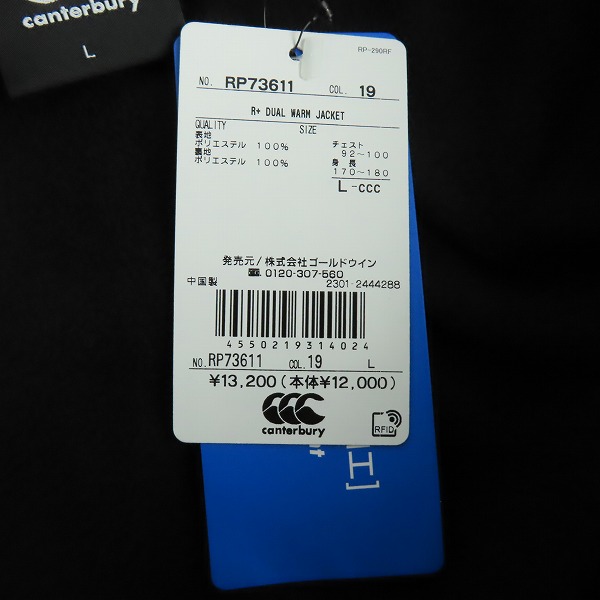 canterbury
L
RP-290RF
NO. RP73611 COL. 19
R+ DUAL WARM JACKET
QUALITY SIZE
表地
ポリエステル 100% チェスト
92~100
裏地
ポリエステル 100% 身 長
170~180
L-CCC
発売元/株式会社ゴールドウイン
0120-307-560
中国製 2301-2444288
4550219314024
NO. RP73611 COL. 19 L
¥13,200(本体¥12,000)
CCC
canterbury
RFID
工]
nt